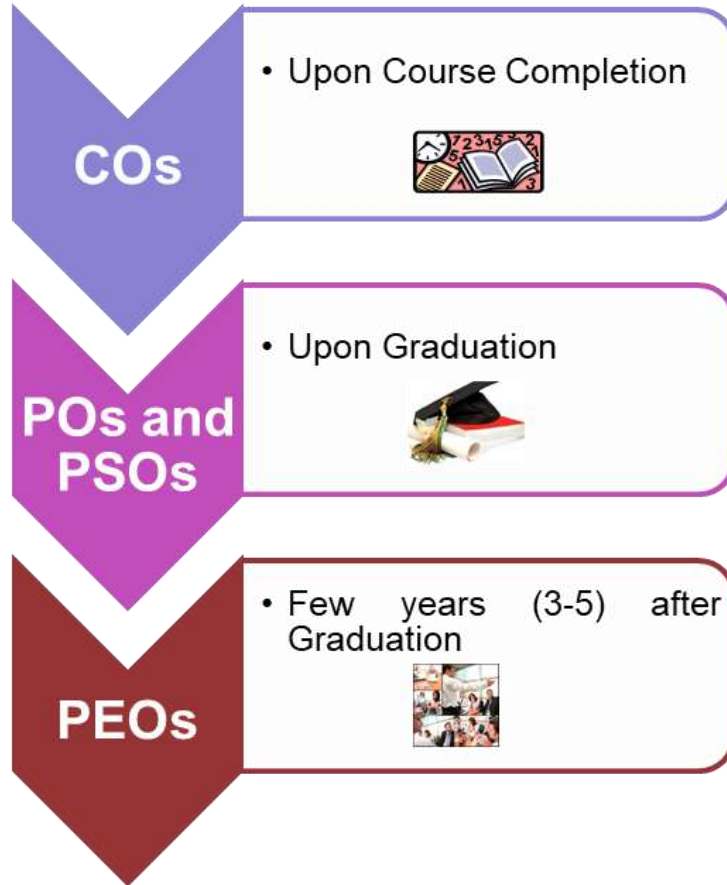 COs
• Upon Course Completion
POs and
PSOs
• Upon Graduation
PEOs
• Few years (3-5) after
Graduation